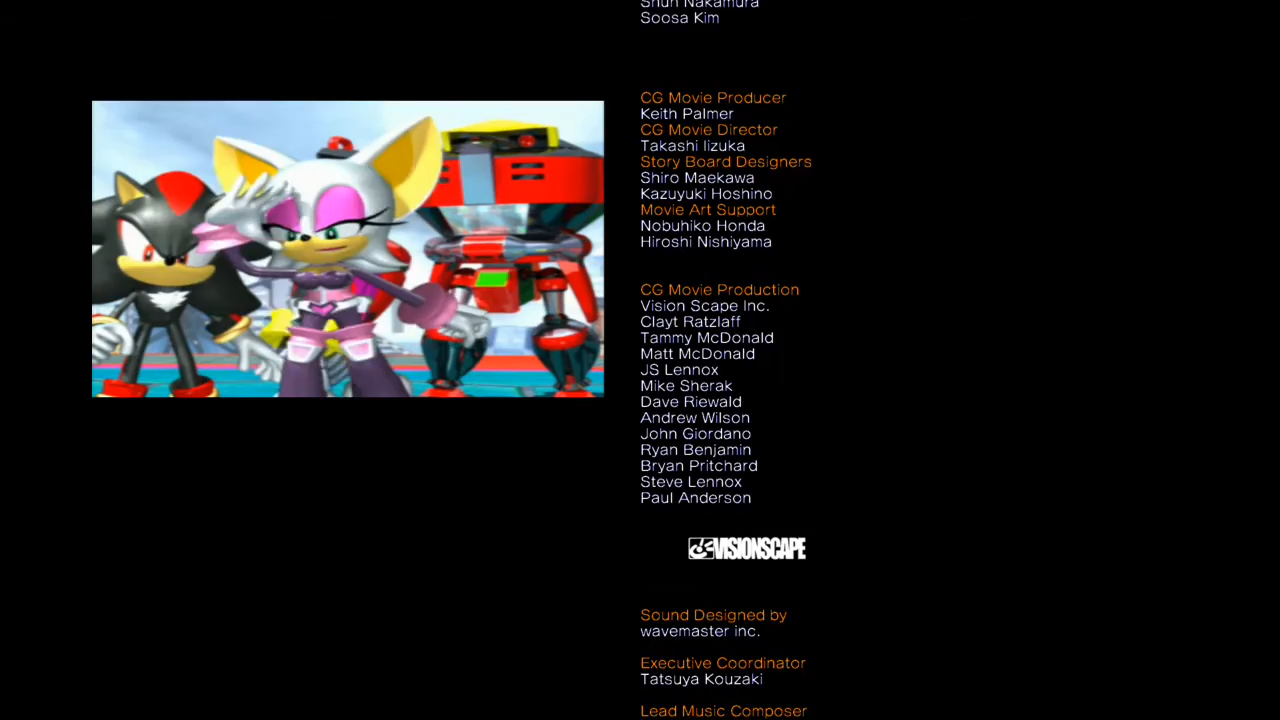 Shun Nakamura
Soosa Kim
CG Movie Producer
Keith Palmer
CG Movie Director
Takashi Iizuka
Story Board Designers
Shiro Maekawa
Kazuyuki Hoshino
Movie Art Support
Nobuhiko Honda
Hiroshi Nishiyama
CG Movie Production
Vision Scape Inc.
Clayt Ratzlaff
Tammy McDonald
Matt McDonald
JS Lennox
Mike Sherak
Dave Riewald
Andrew Wilson
John Giordano
Ryan Benjamin
Bryan Pritchard
Steve Lennox
Paul Anderson
VISIONSCAPE
Sound Designed by
wavemaster inc.
Executive Coordinator
Tatsuya Kouzaki
Lead Music Composer